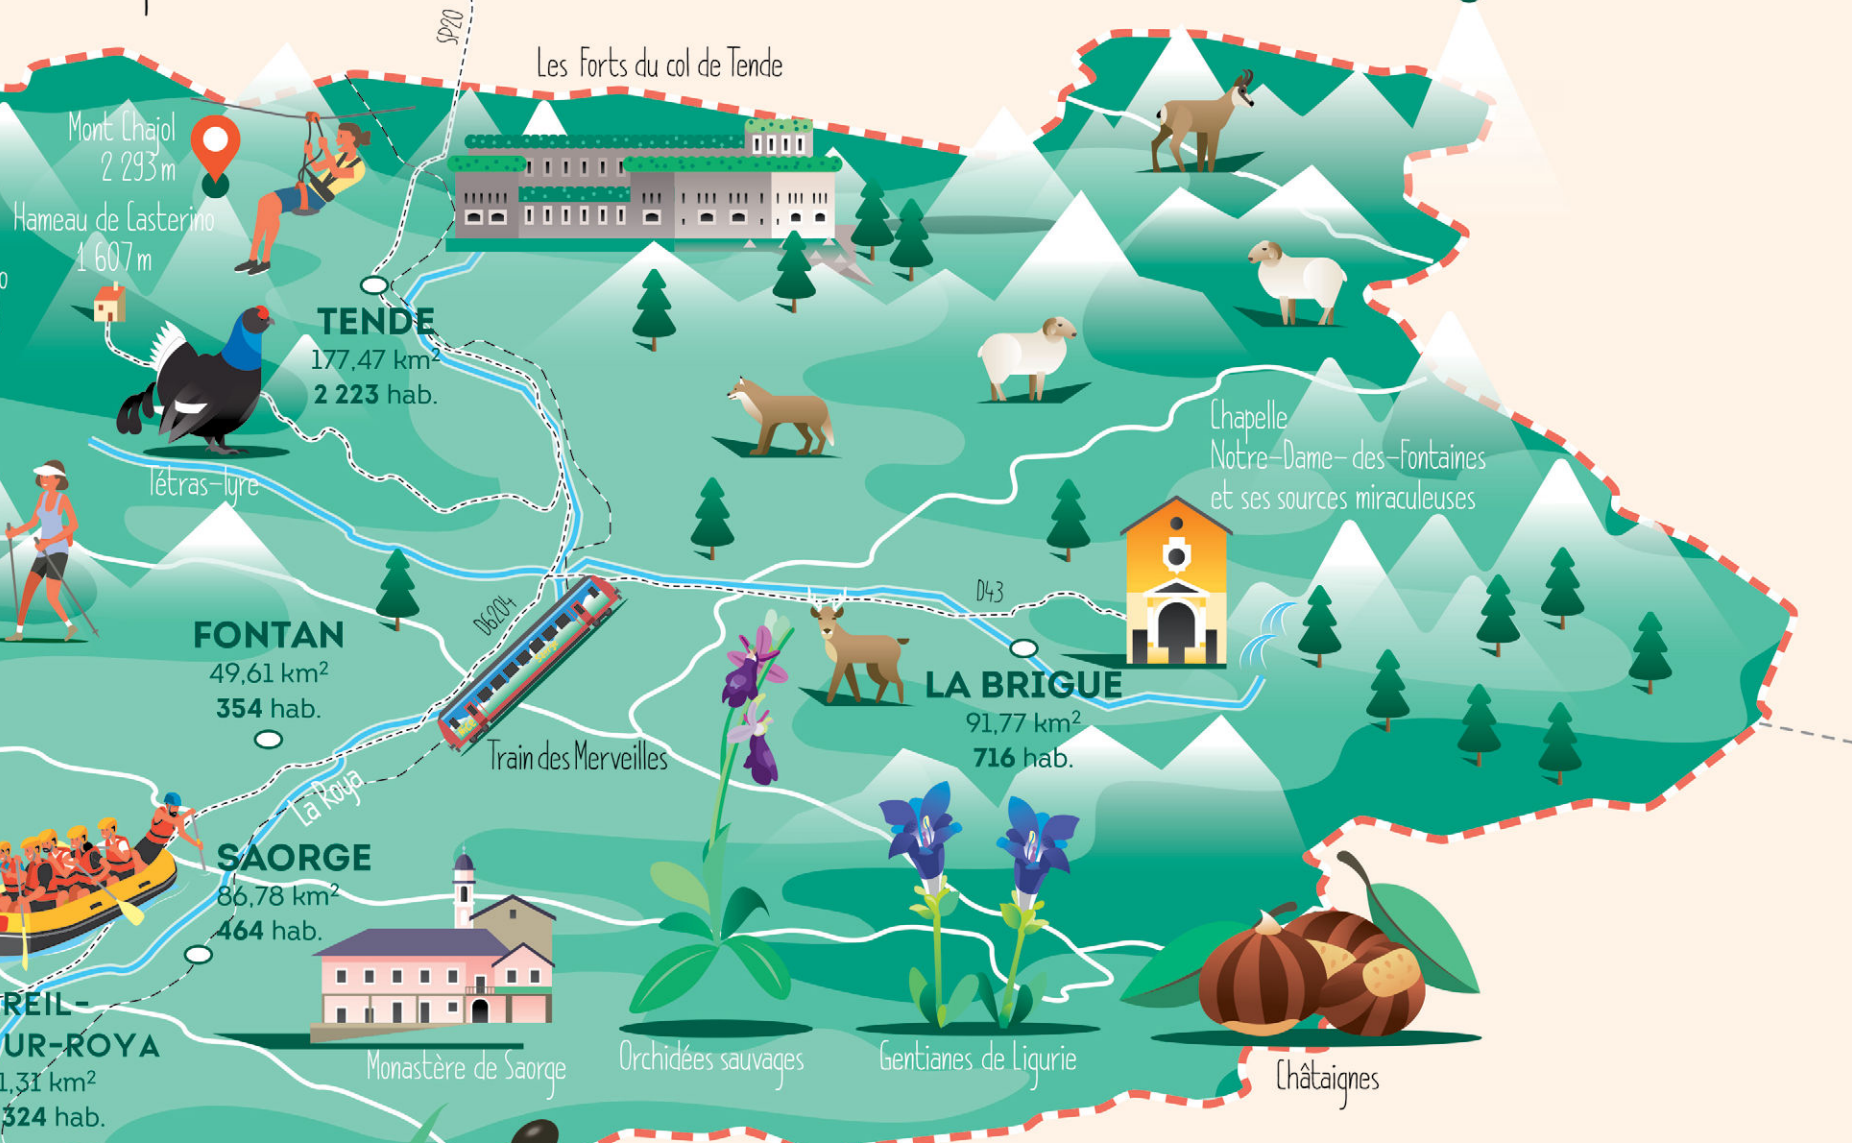 SP20
Les Forts du col de Tende
Mont Chajol
2 293 m
Hameau de Casterino
1 607 m
TENDE
177,47 km²
2 223 hab.
Tétras-lyre
Chapelle
Notre-Dame-des-Fontaines
et ses sources miraculeuses
D43
D6204
FONTAN
49,61 km²
354 hab.
LA BRIGUE
91,77 km²
716 hab.
Train des Merveilles
La Roya
SAORGE
86,78 km²
464 hab.
REIL-
UR-ROYA
1,31 km²
324 hab.
Monastère de Saorge
Orchidées sauvages
Gentianes de Ligurie
Châtaignes